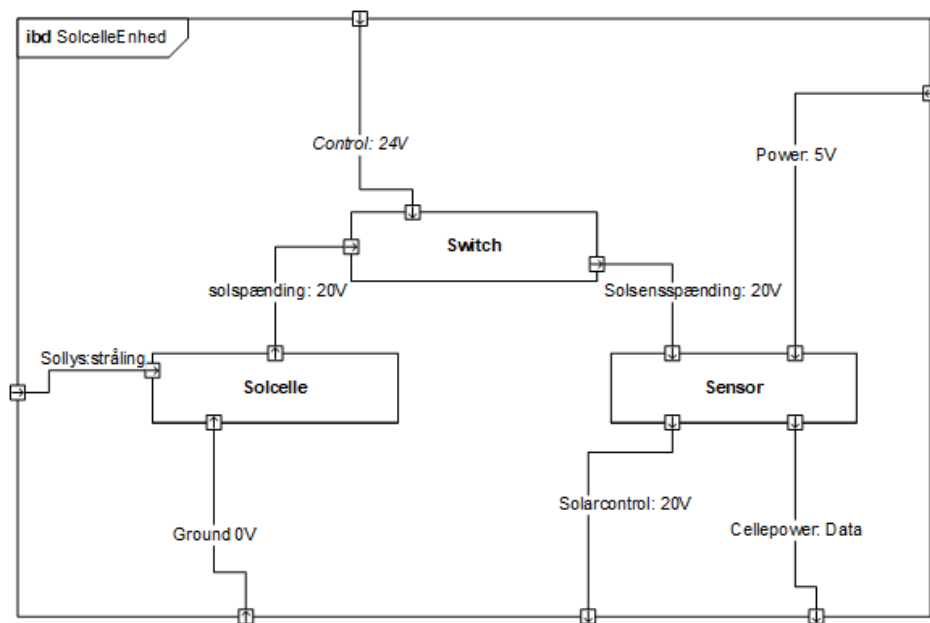 ibd SolcelleEnhed
Control: 24V
Power: 5V
Switch
solspænding: 20V
Solsensspænding: 20V
Sollys:stråling
Solcelle
Sensor
Solarcontrol: 20V
Ground 0V
Cellepower: Data